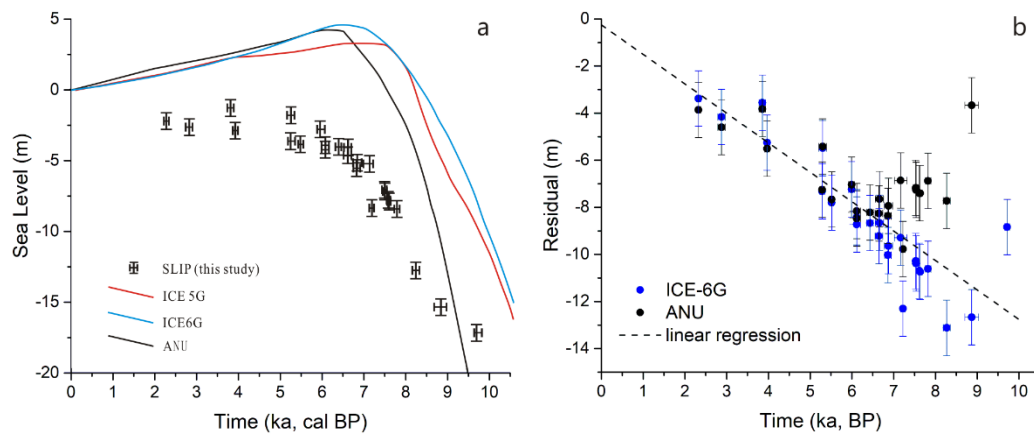 a
5
0
-5
-10
-15
-20
Sea Level (m)
SLIP (this study)
ICE 5G
ICE6G
ANU
0 1 2 3 4 5 6 7 8 9 10
Time (ka, cal BP)
b
0
-2
-4
-6
-8
-10
-12
-14
Residual (m)
ICE-6G
ANU
linear regression
0 1 2 3 4 5 6 7 8 9 10
Time (ka, BP)